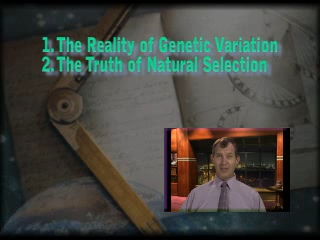 1. The Reality of Genetic Variation
2. The Truth of Natural Selection